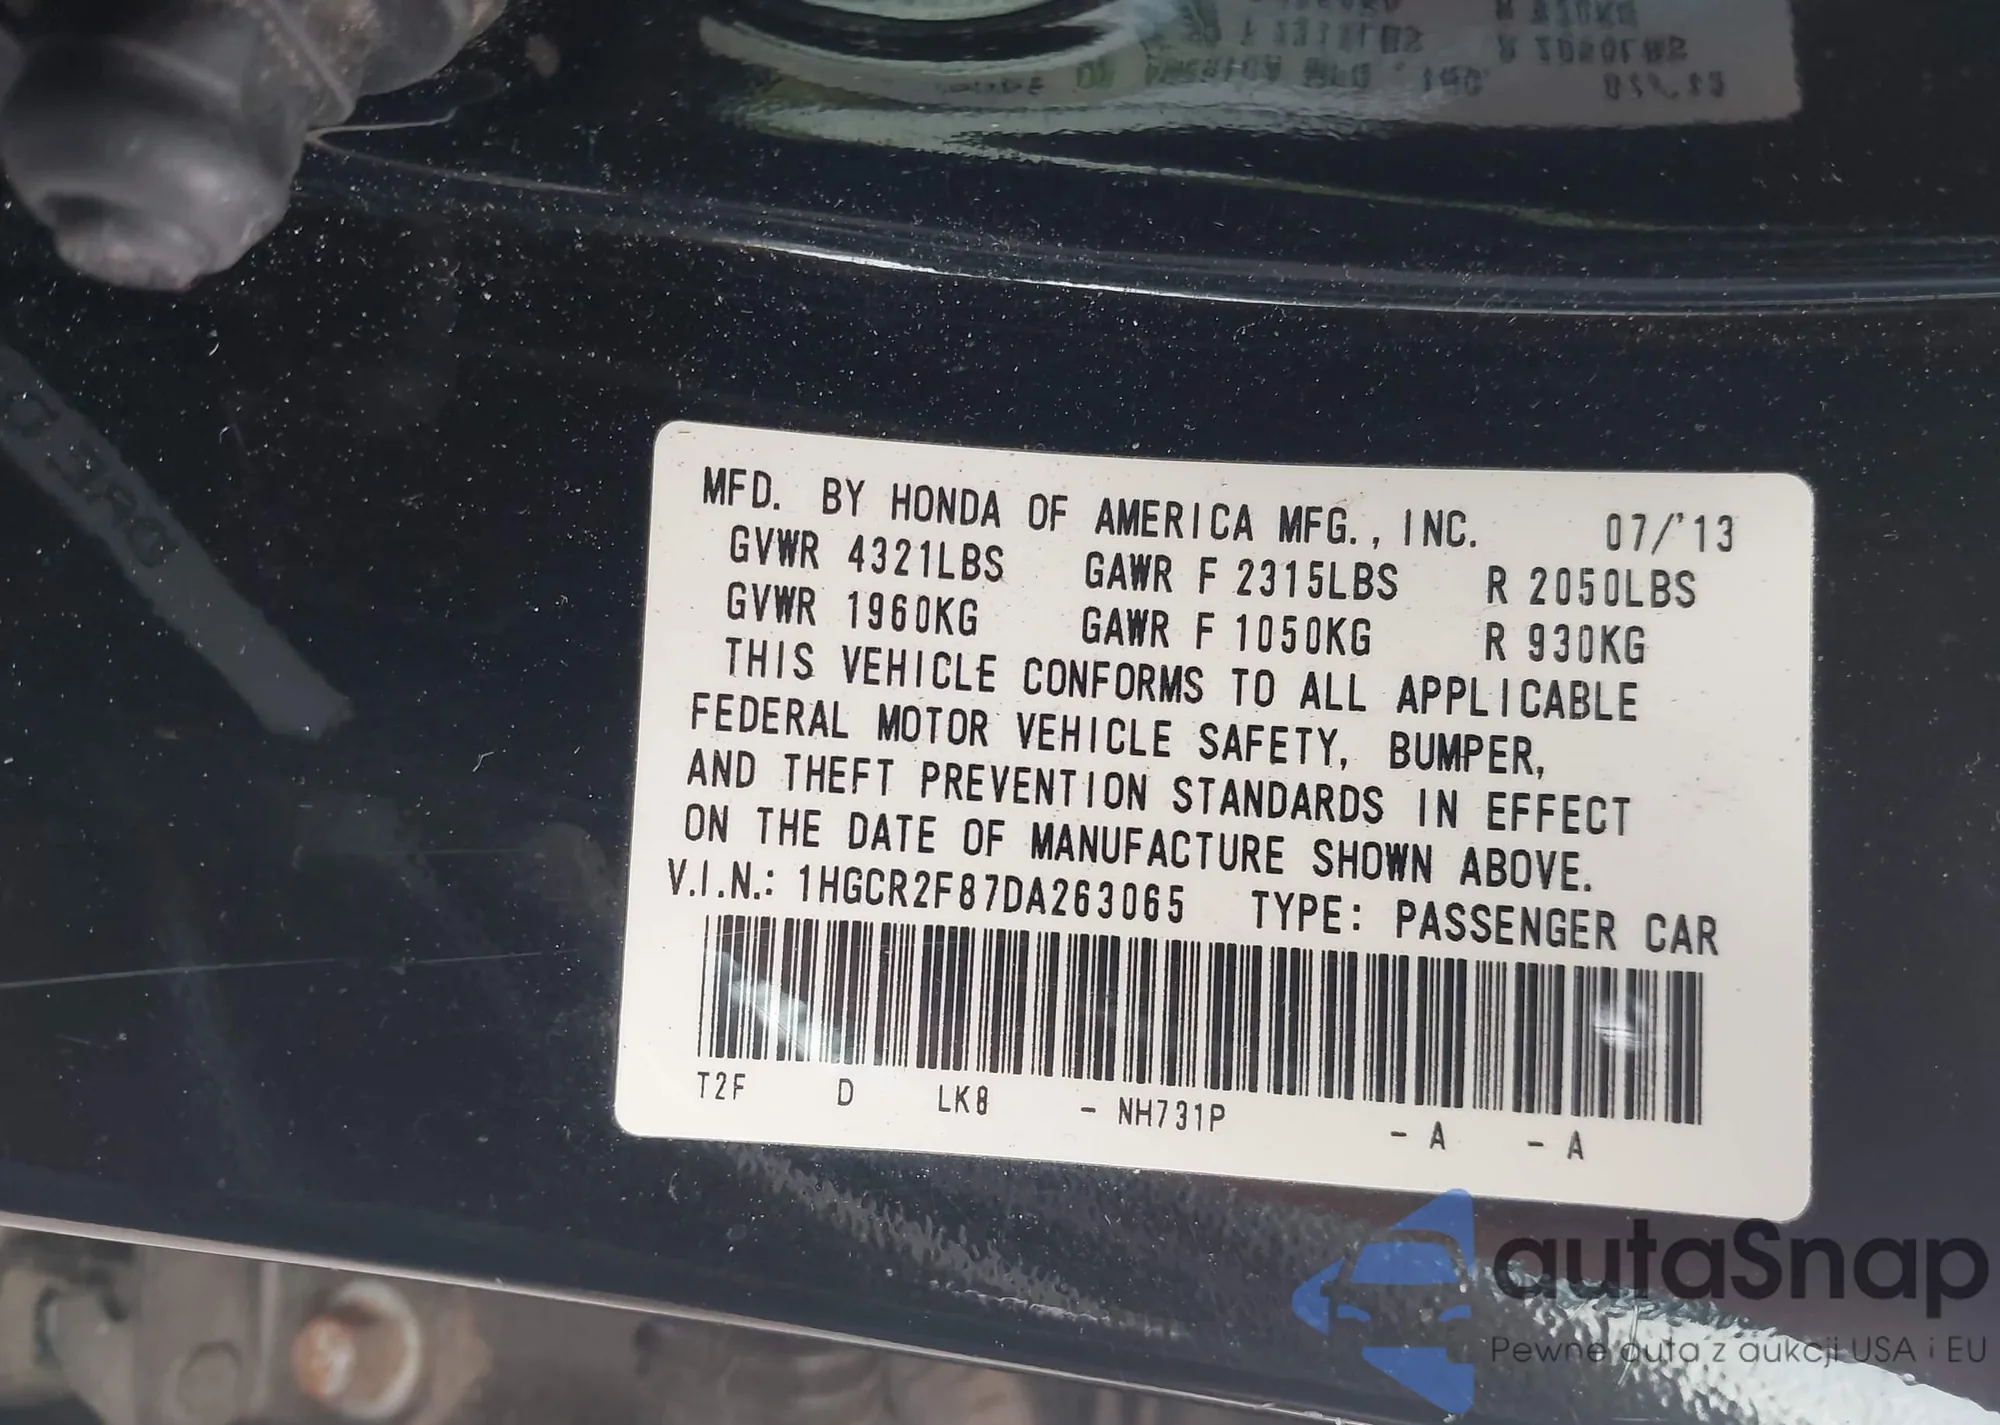 MFD. BY HONDA OF AMERICA MFG., INC. 07/'13
GVWR 4321LBS GAWR F 2315LBS R 2050LBS
GVWR 1960KG GAWR F 1050KG R 930KG
THIS VEHICLE CONFORMS TO ALL APPLICABLE
FEDERAL MOTOR VEHICLE SAFETY, BUMPER,
AND THEFT PREVENTION STANDARDS IN EFFECT
ON THE DATE OF MANUFACTURE SHOWN ABOVE.
V.I.N.: 1HGCR2F87DA263065 TYPE: PASSENGER CAR
T2F D LK8 - NH731P - A - A
autaSnap
Pewne auta z aukcji USA i EU